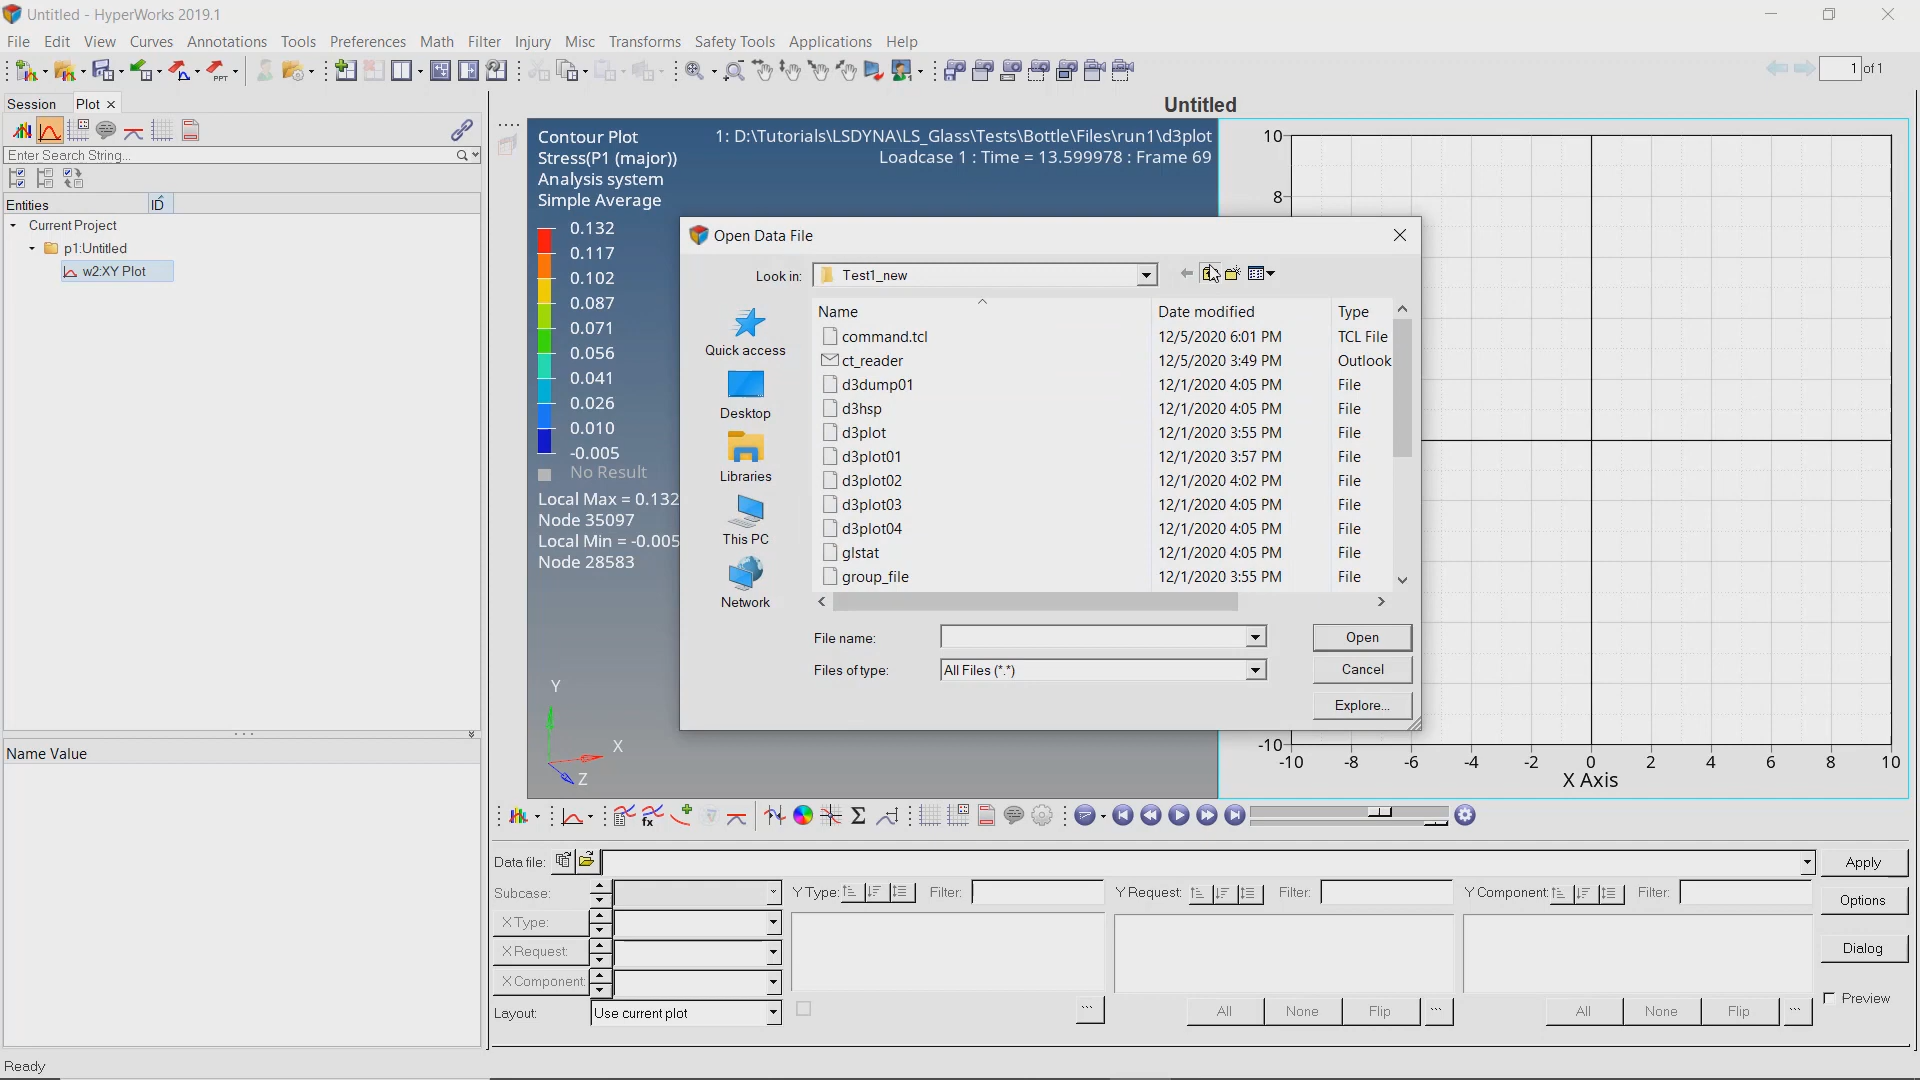 Untitled - HyperWorks 2019.1
File Edit View Curves Annotations Tools Preferences Math Filter Injury Misc Transforms Safety Tools Applications Help
PPT
1 of 1
Session Plot
Untitled
Enter Search String...
Entities ID
Current Project
p1:Untitled
w2:XY Plot
Name Value
Contour Plot
Stress(P1 (major))
Analysis system
Simple Average
1: D:\Tutorials\LSDYNA\LS_Glass\Tests\Bottle\Files\run1\d3plot
Loadcase 1 : Time = 13.599978 : Frame 69
0.132
0.117
0.102
0.087
0.071
0.056
0.041
0.026
0.010
-0.005
No Result
Local Max = 0.132
Node 35097
Local Min = -0.005
Node 28583
Y
X
Z
Open Data File
Look in: Test1_new
Quick access
Desktop
Libraries
This PC
Network
Name Date modified Type
command.tcl 12/5/2020 6:01 PM TCL File
ct_reader 12/5/2020 3:49 PM Outlook
d3dump01 12/1/2020 4:05 PM File
d3hsp 12/1/2020 4:05 PM File
d3plot 12/1/2020 3:55 PM File
d3plot01 12/1/2020 3:57 PM File
d3plot02 12/1/2020 4:02 PM File
d3plot03 12/1/2020 4:05 PM File
d3plot04 12/1/2020 4:05 PM File
glstat 12/1/2020 4:05 PM File
group_file 12/1/2020 3:55 PM File
File name: Open
Files of type: All Files (*.*) Cancel
Explore...
10
8
-10
-10 -8 -6 -4 -2 0 2 4 6 8 10
X Axis
fx
Σ
Data file: Apply
Subcase: Y Type: Filter: Y Request: Filter: Y Component: Filter: Options
X Type:
X Request: Dialog
X Component:
Layout: Use current plot ... All None Flip ... All None Flip ... Preview
Ready